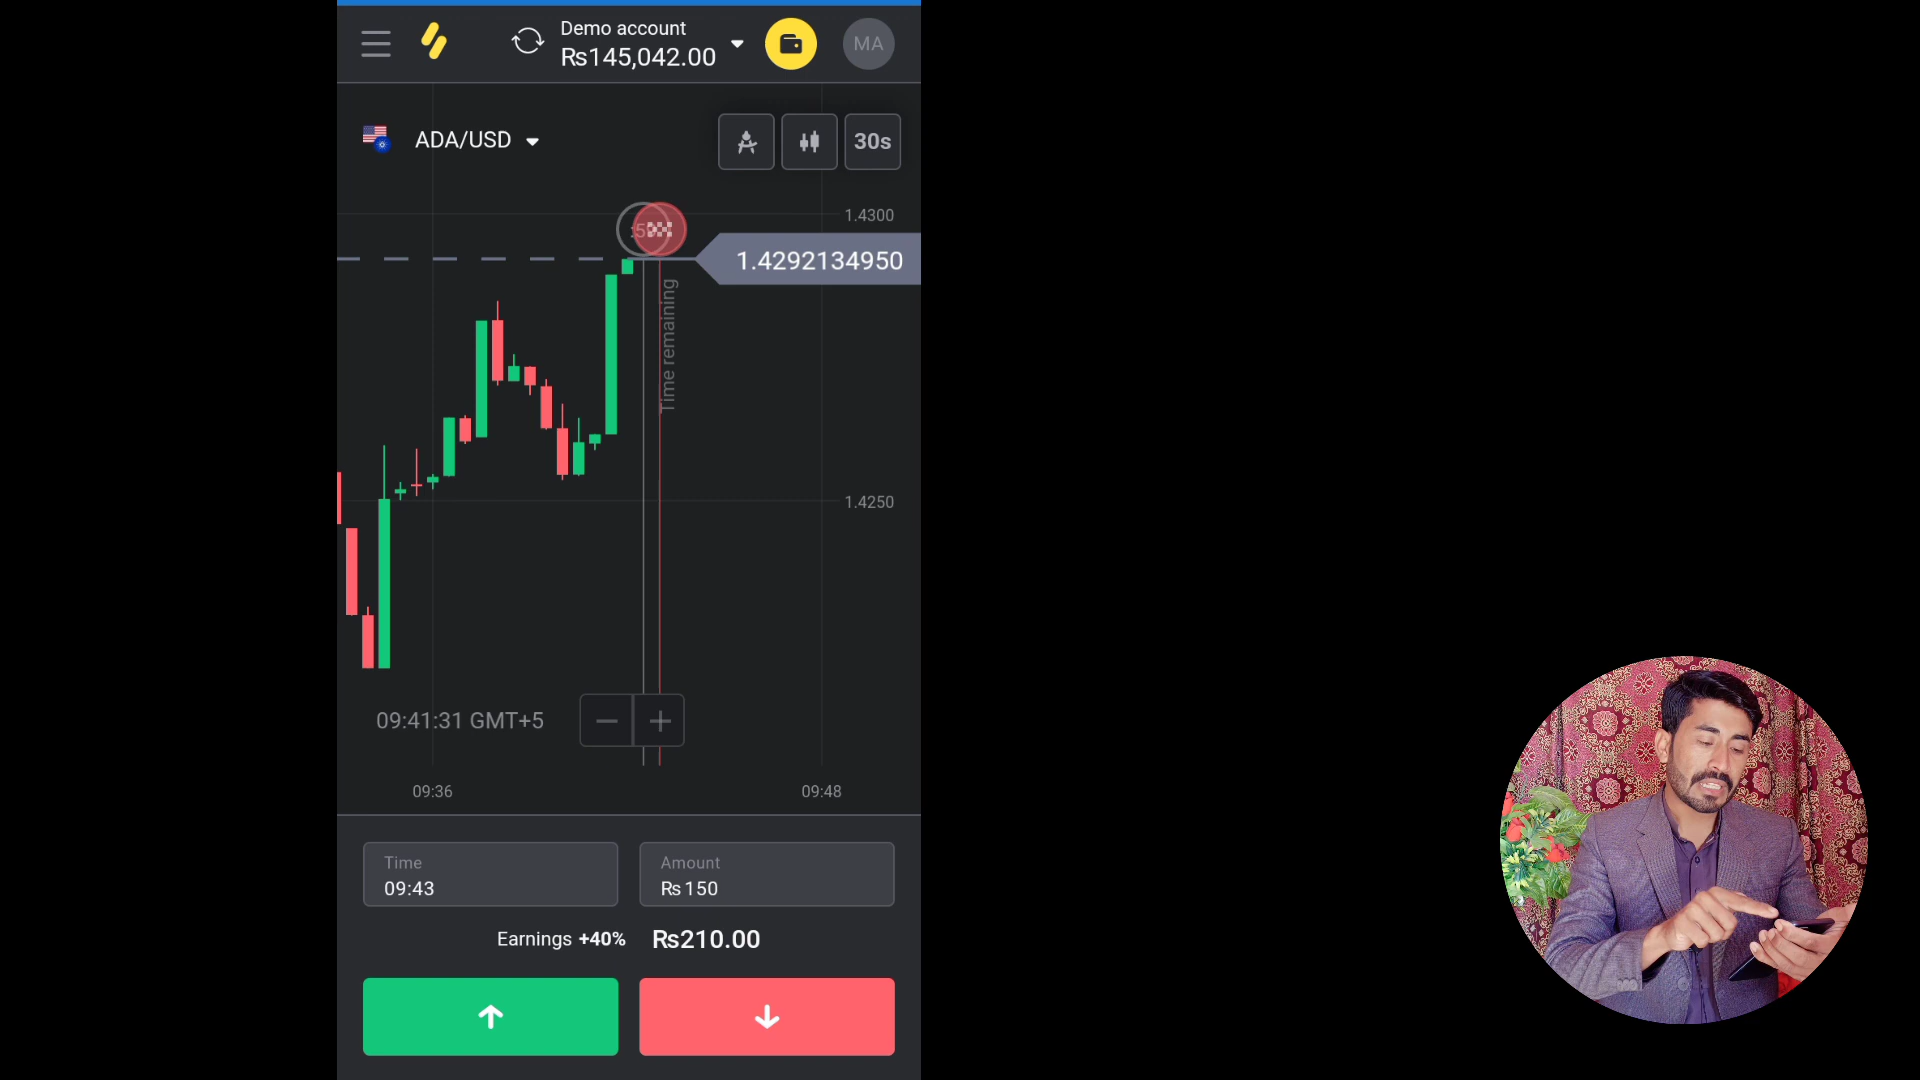 Demo account
₨145,042.00
MA
ADA/USD
30s
1.4300
1.4292134950
Time remaining
1.4250
09:41:31 GMT+5
09:36
09:48
Time
09:43
Amount
₨ 150
Earnings +40% ₨210.00